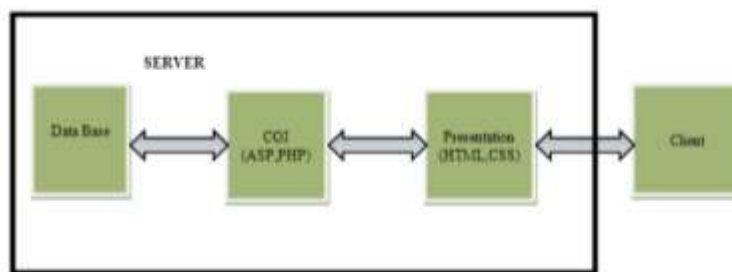 SERVER
Data Base
CGI
(ASP,PHP)
Presentation
(HTML,CSS)
Client